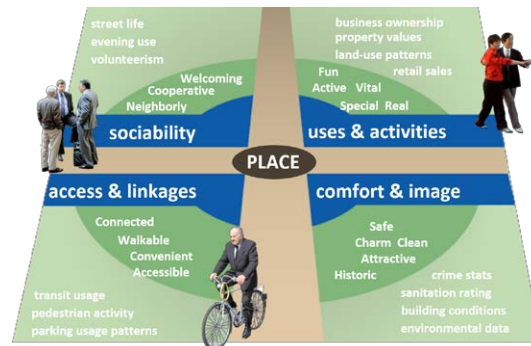 street life
evening use
volunteerism
Welcoming
Cooperative
Neighborly
sociability
business ownership
property values
land-use patterns
retail sales
Fun
Active Vital
Special Real
uses & activities
PLACE
access & linkages
Connected
Walkable
Convenient
Accessible
transit usage
pedestrian activity
parking usage patterns
comfort & image
Safe
Charm Clean
Attractive
Historic
crime stats
sanitation rating
building conditions
environmental data